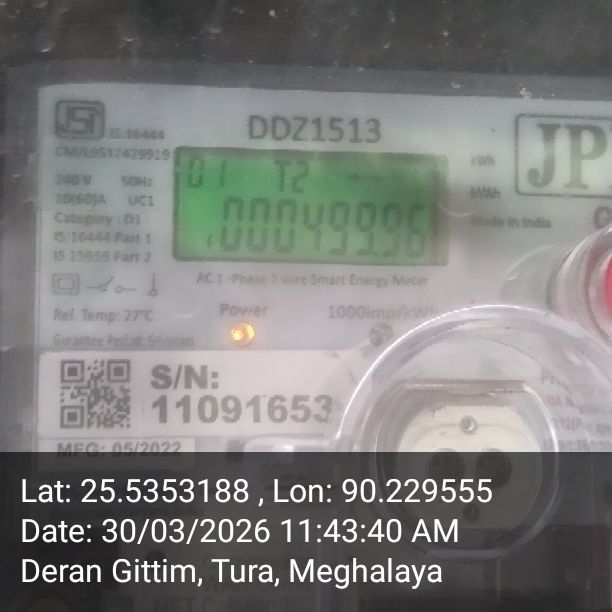 IS:16444
CM/L9517429919
240 V 50Hz
10(60)A UC1
Category : D1
IS:16444 Part 1
IS 15959 Part 2
DDZ1513
01 T2 ----
kWh
kVAh
Made in India
JP
AC 1 -Phase 2 wire Smart Energy Meter
Ref. Temp: 27°C
Power
1000imp/kWh
S/N:
11091653
MFG: 05/2022
Lat: 25.5353188 , Lon: 90.229555
Date: 30/03/2026 11:43:40 AM
Deran Gittim, Tura, Meghalaya